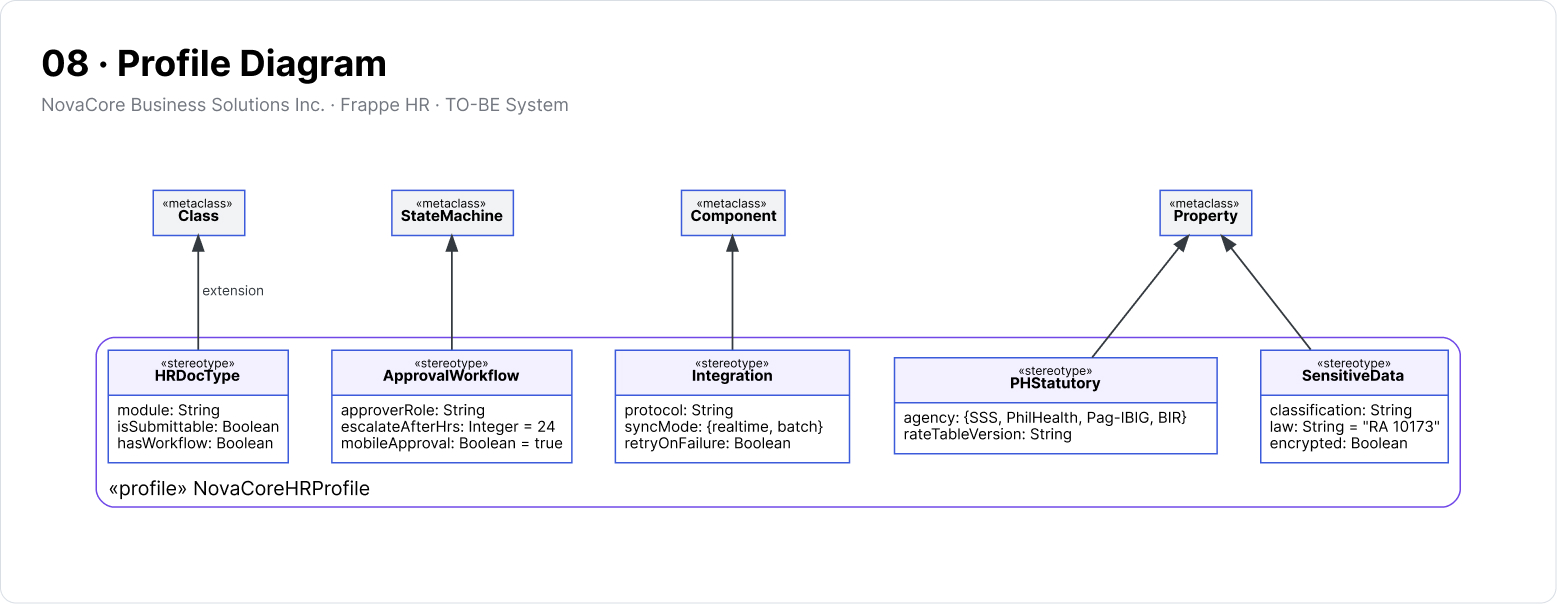 08 · Profile Diagram
NovaCore Business Solutions Inc. · Frappe HR · TO-BE System
«metaclass»
Class
«metaclass»
StateMachine
«metaclass»
Component
«metaclass»
Property
extension
«stereotype»
HRDocType
module: String
isSubmittable: Boolean
hasWorkflow: Boolean
«stereotype»
ApprovalWorkflow
approverRole: String
escalateAfterHrs: Integer = 24
mobileApproval: Boolean = true
«stereotype»
Integration
protocol: String
syncMode: {realtime, batch}
retryOnFailure: Boolean
«stereotype»
PHStatutory
agency: {SSS, PhilHealth, Pag-IBIG, BIR}
rateTableVersion: String
«stereotype»
SensitiveData
classification: String
law: String = "RA 10173"
encrypted: Boolean
«profile» NovaCoreHRProfile